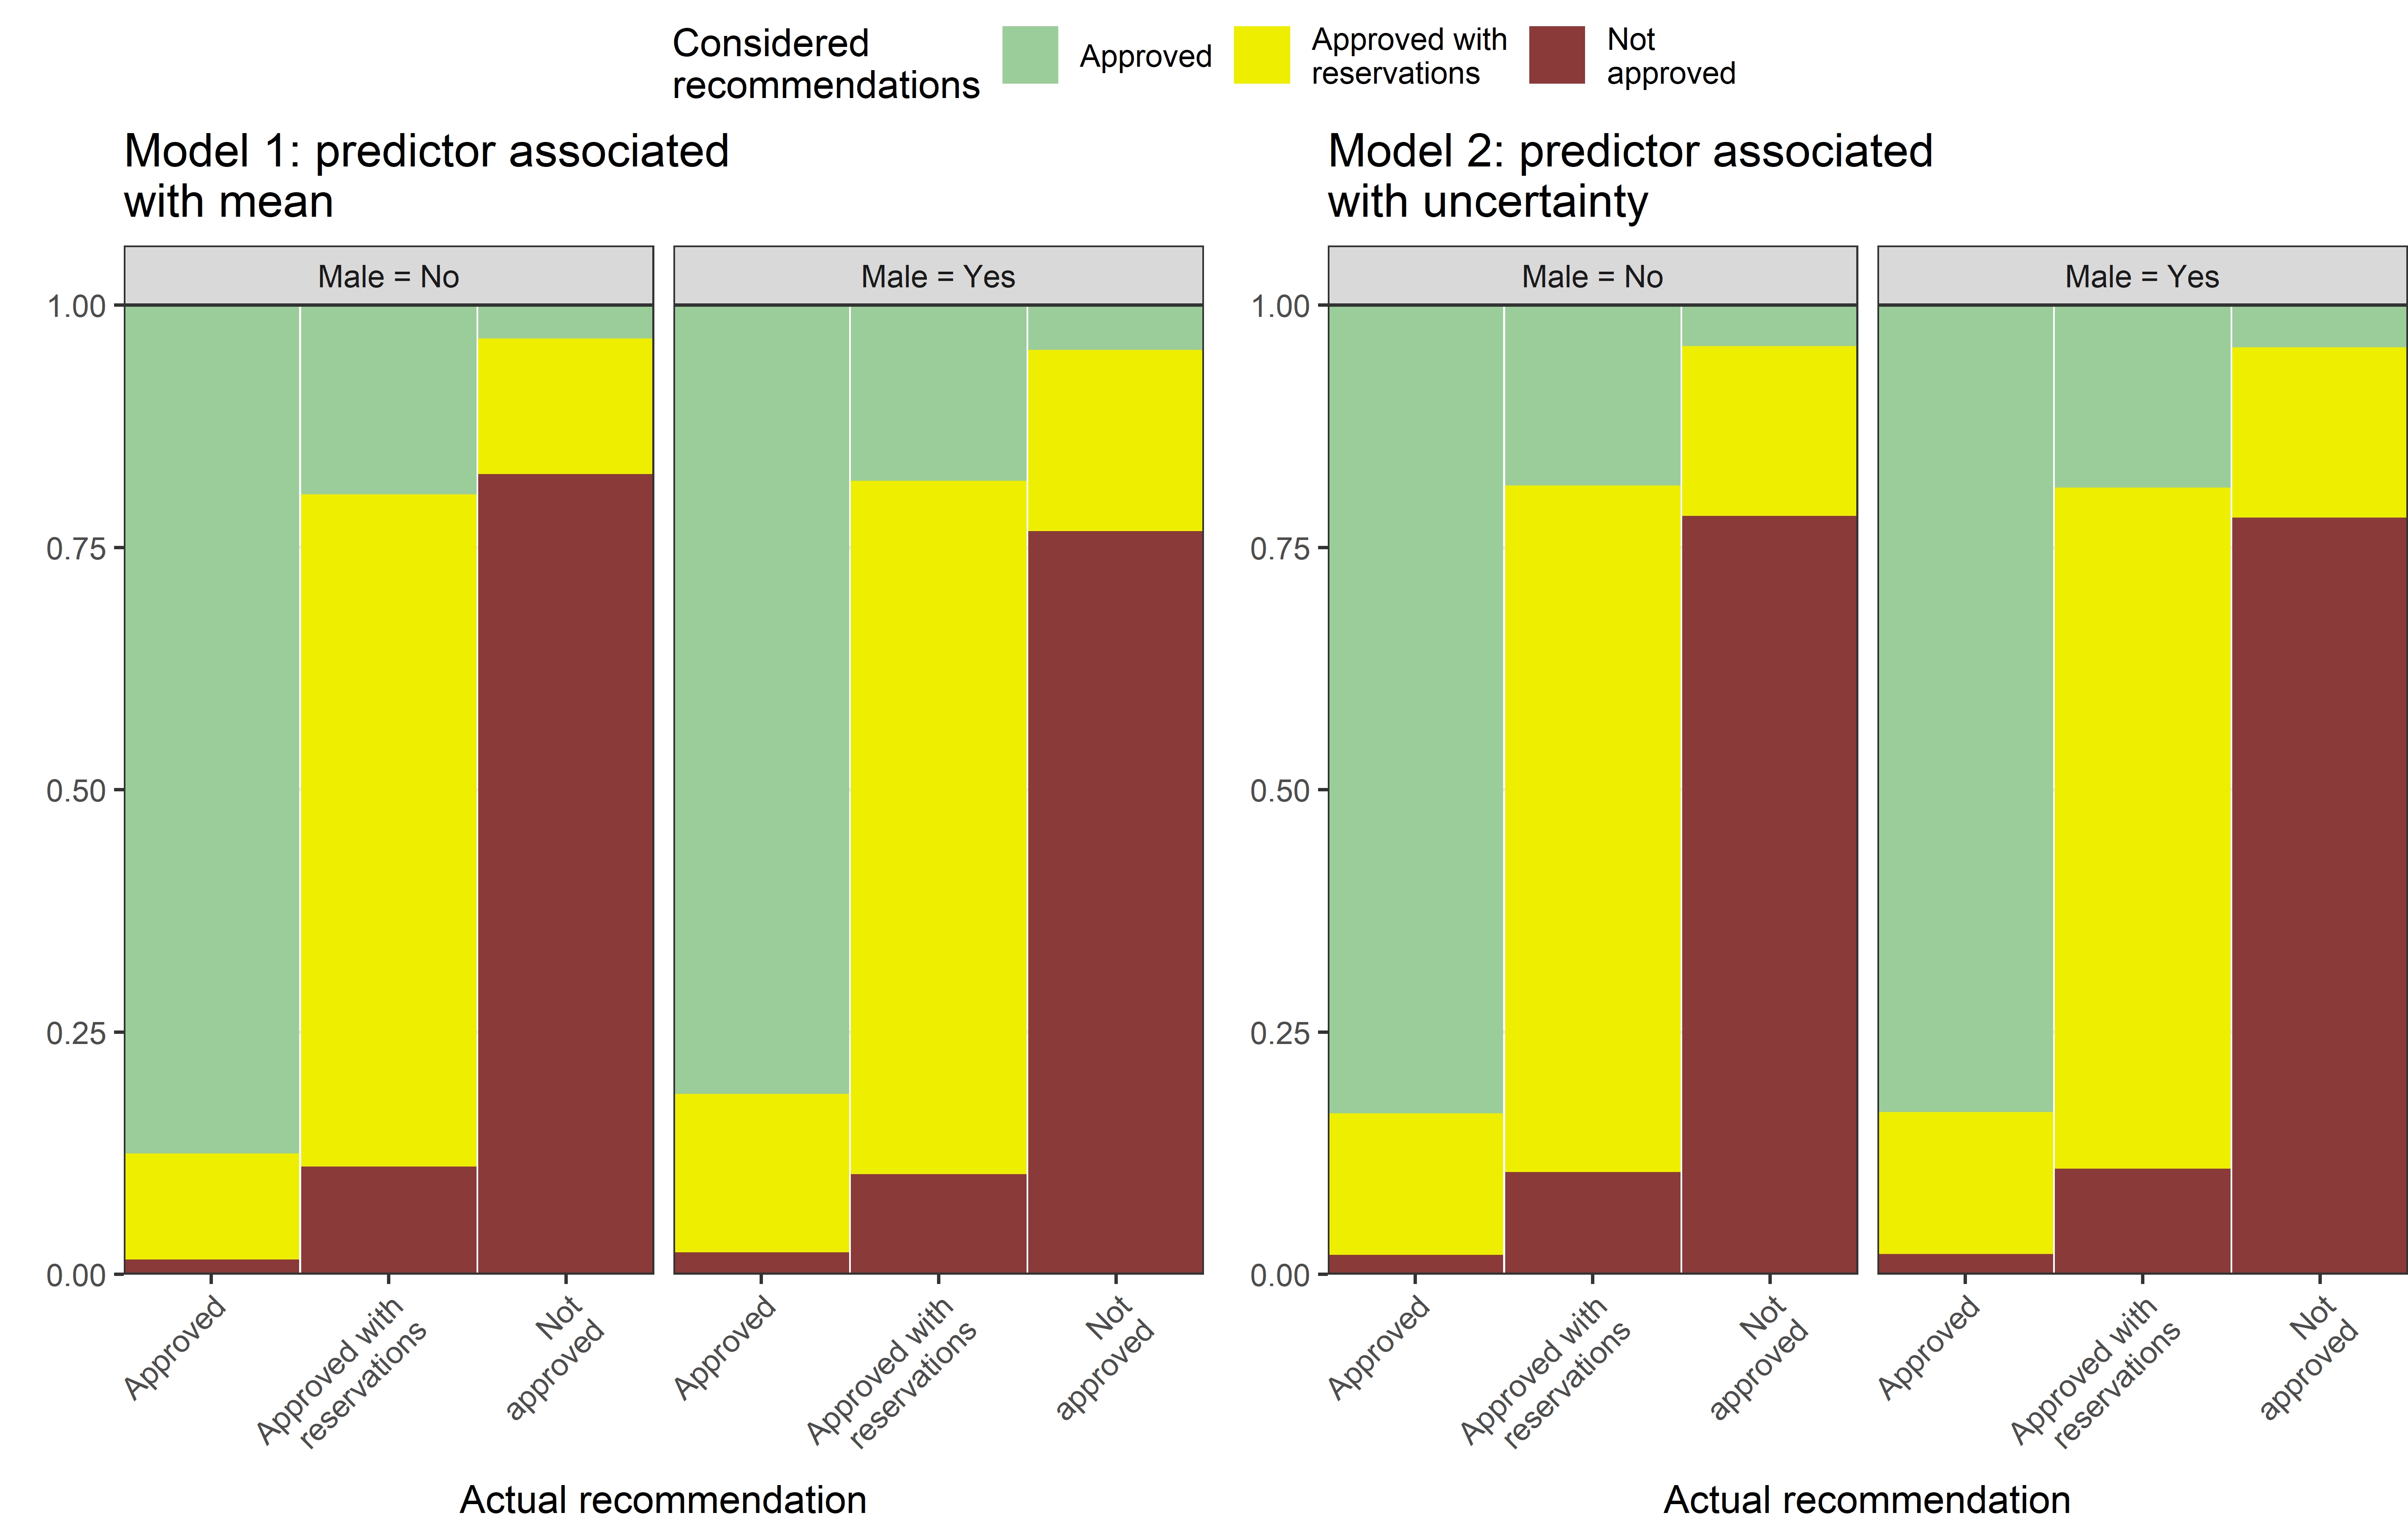 Considered
recommendations
Approved
Approved with
reservations
Not
approved
Model 1: predictor associated
with mean
Male = No
Male = Yes
1.00
0.75
0.50
0.25
0.00
Approved
Approved with
reservations
Not
approved
Approved
Approved with
reservations
Not
approved
Actual recommendation
Model 2: predictor associated
with uncertainty
Male = No
Male = Yes
1.00
0.75
0.50
0.25
0.00
Approved
Approved with
reservations
Not
approved
Approved
Approved with
reservations
Not
approved
Actual recommendation